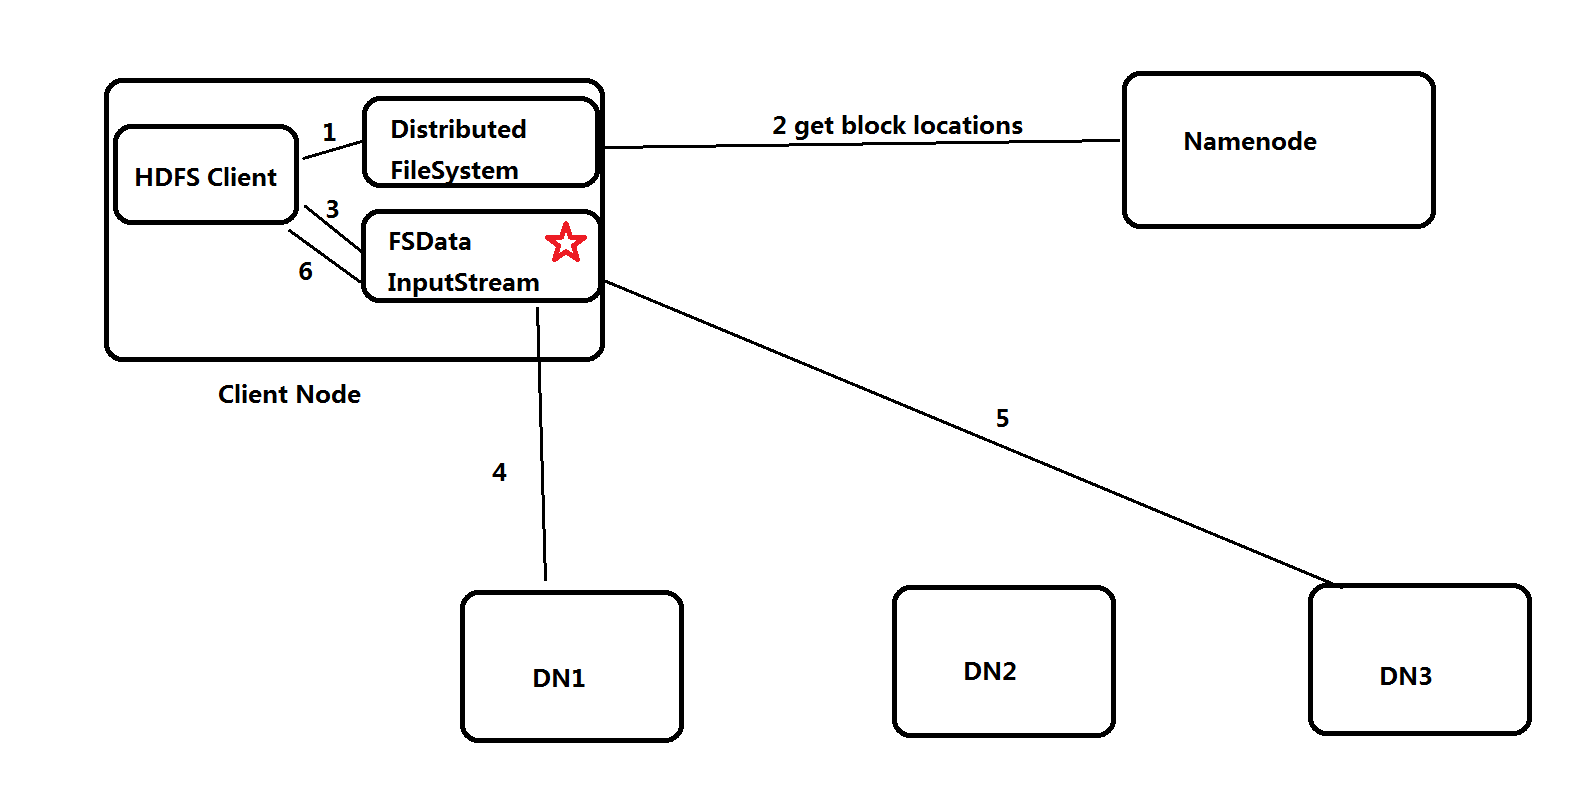 1
Distributed
FileSystem
2 get block locations
Namenode
HDFS Client
3
FSData
InputStream
6
Client Node
4
5
DN1
DN2
DN3